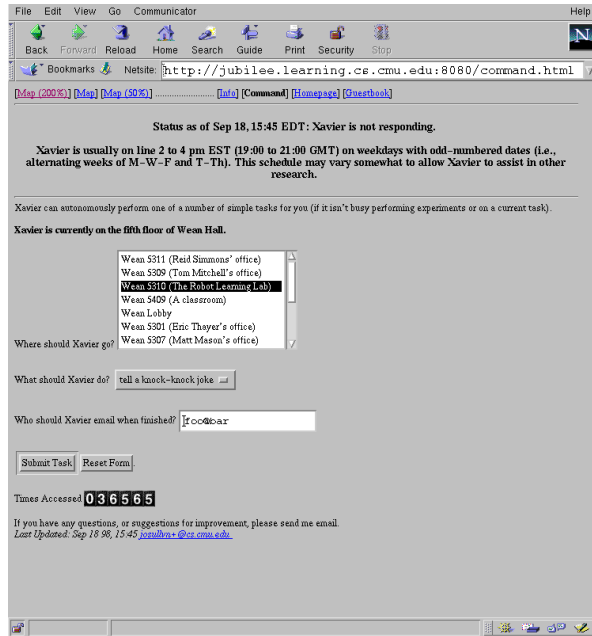 File Edit View Go Communicator Help
Back Forward Reload Home Search Guide Print Security Stop
N
Bookmarks Netsite: http://jubilee.learning.cs.cmu.edu:8080/command.html
[Map (200%)] [Map] [Map (50%)] ........................ [Info] [Command] [Homepage] [Guestbook]
Status as of Sep 18, 15:45 EDT: Xavier is not responding.
Xavier is usually on line 2 to 4 pm EST (19:00 to 21:00 GMT) on weekdays with odd-numbered dates (i.e.,
alternating weeks of M-W-F and T-Th). This schedule may vary somewhat to allow Xavier to assist in other
research.
Xavier can autonomously perform one of a number of simple tasks for you (if it isn't busy performing experiments or on a current task).
Xavier is currently on the fifth floor of Wean Hall.
Wean 5311 (Reid Simmons' office)
Wean 5309 (Tom Mitchell's office)
Wean 5310 (The Robot Learning Lab)
Wean 5409 (A classroom)
Wean Lobby
Wean 5301 (Eric Thayer's office)
Wean 5307 (Matt Mason's office)
Where should Xavier go?
What should Xavier do? tell a knock-knock joke
Who should Xavier email when finished? foo@bar
Submit Task Reset Form.
Times Accessed 036565
If you have any questions, or suggestions for improvement, please send me email.
Last Updated: Sep 18 98, 15:45 josullvn+@cs.cmu.edu